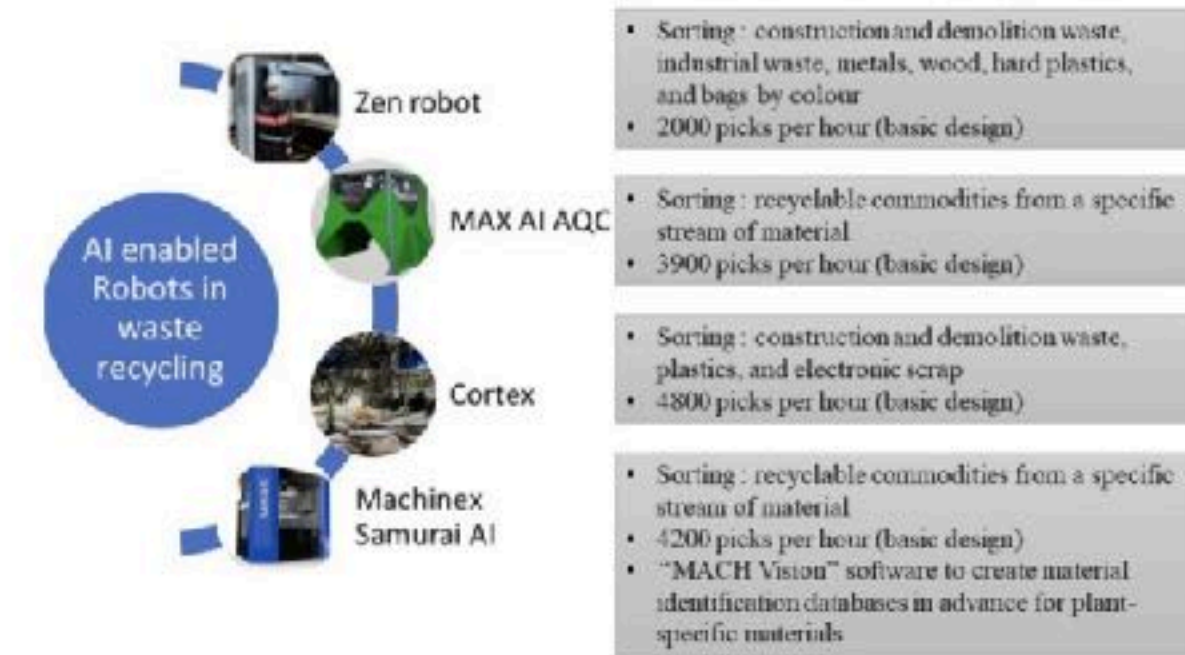 AI enabled
Robots in
waste
recycling
Zen robot
• Sorting : construction and demolition waste,
industrial waste, metals, wood, hard plastics,
and bags by colour
• 2000 picks per hour (basic design)
MAX AI AQC
• Sorting : recyclable commodities from a specific
stream of material
• 3900 picks per hour (basic design)
Cortex
• Sorting : construction and demolition waste,
plastics, and electronic scrap
• 4800 picks per hour (basic design)
Machinex
Samurai AI
• Sorting : recyclable commodities from a specific
stream of material
• 4200 picks per hour (basic design)
• “MACH Vision” software to create material
identification databases in advance for plant-
specific materials